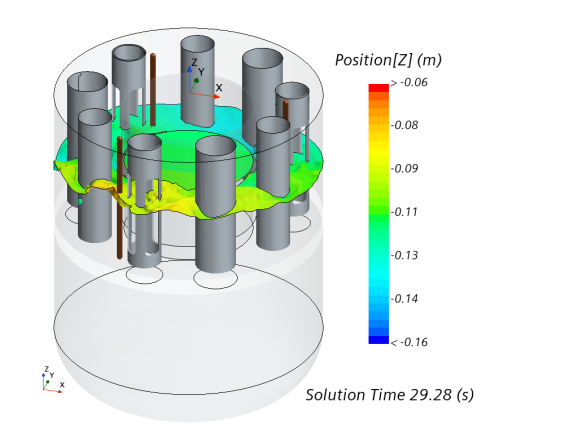 Position[Z] (m)
> -0.06
-0.08
-0.09
-0.11
-0.13
-0.14
< -0.16
Z
Y
X
Z
Y
X
Solution Time 29.28 (s)